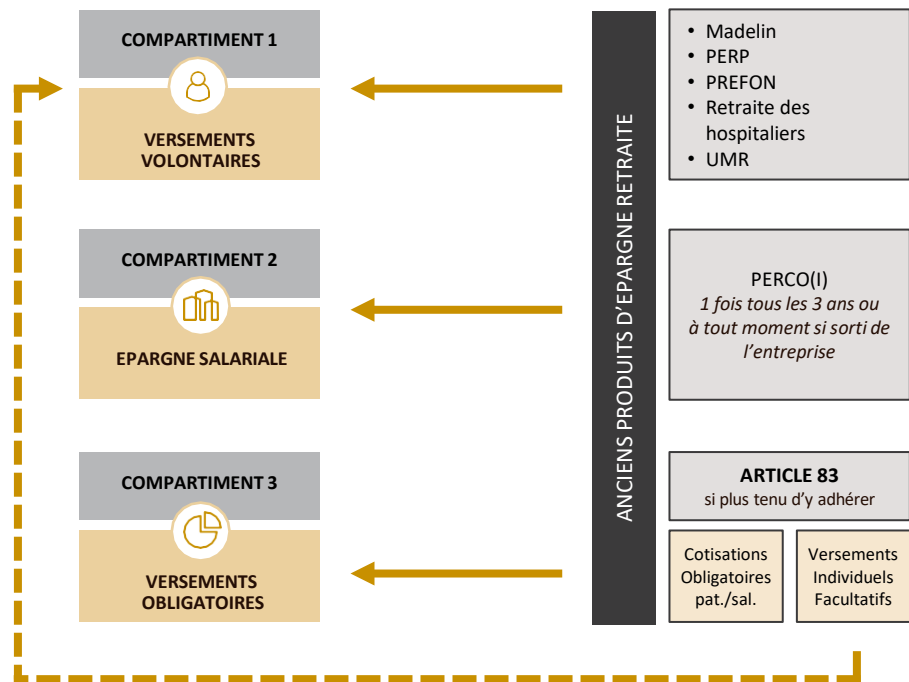 COMPARTIMENT 1
VERSEMENTS
VOLONTAIRES
COMPARTIMENT 2
EPARGNE SALARIALE
COMPARTIMENT 3
VERSEMENTS
OBLIGATOIRES
ANCIENS PRODUITS D'EPARGNE RETRAITE
• Madelin
• PERP
• PREFON
• Retraite des
hospitaliers
• UMR
PERCO(I)
1 fois tous les 3 ans ou
à tout moment si sorti de
l'entreprise
ARTICLE 83
si plus tenu d'y adhérer
Cotisations
Obligatoires
pat./sal.
Versements
Individuels
Facultatifs